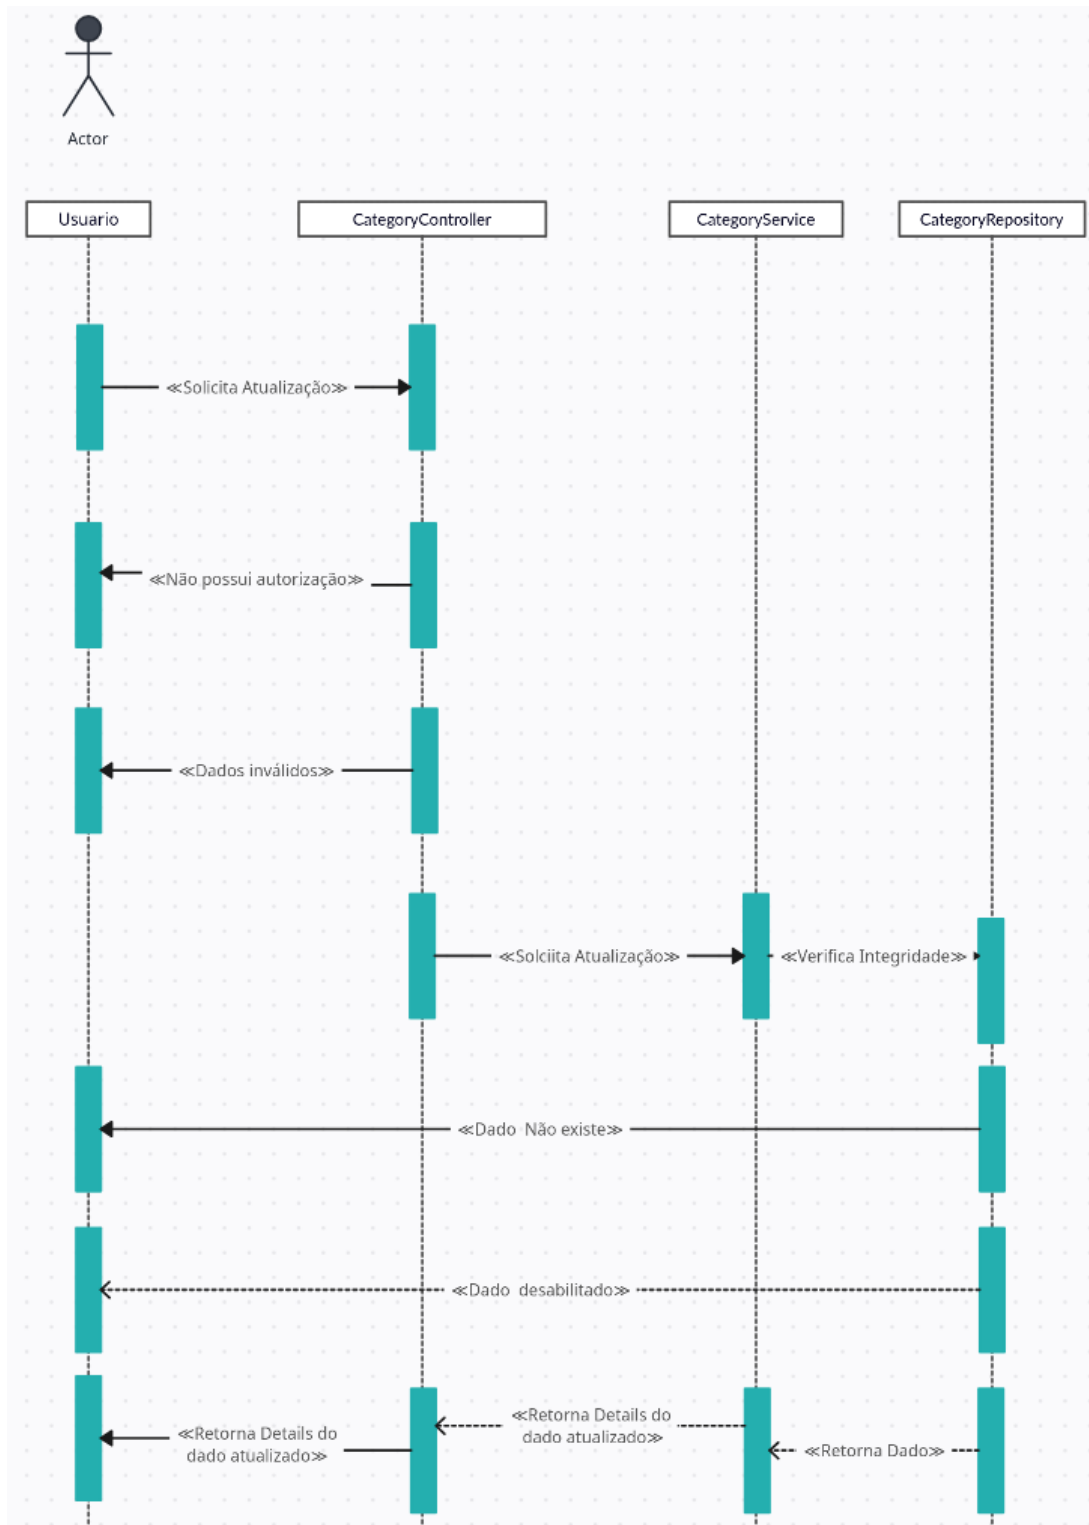 Actor
Usuario
CategoryController
CategoryService
CategoryRepository
≪Solicita Atualização≫
≪Não possui autorização≫
≪Dados inválidos≫
≪Solciita Atualização≫
≪Verifica Integridade≫
≪Dado Não existe≫
≪Dado desabilitado≫
≪Retorna Details do
dado atualizado≫
≪Retorna Details do
dado atualizado≫
≪Retorna Dado≫